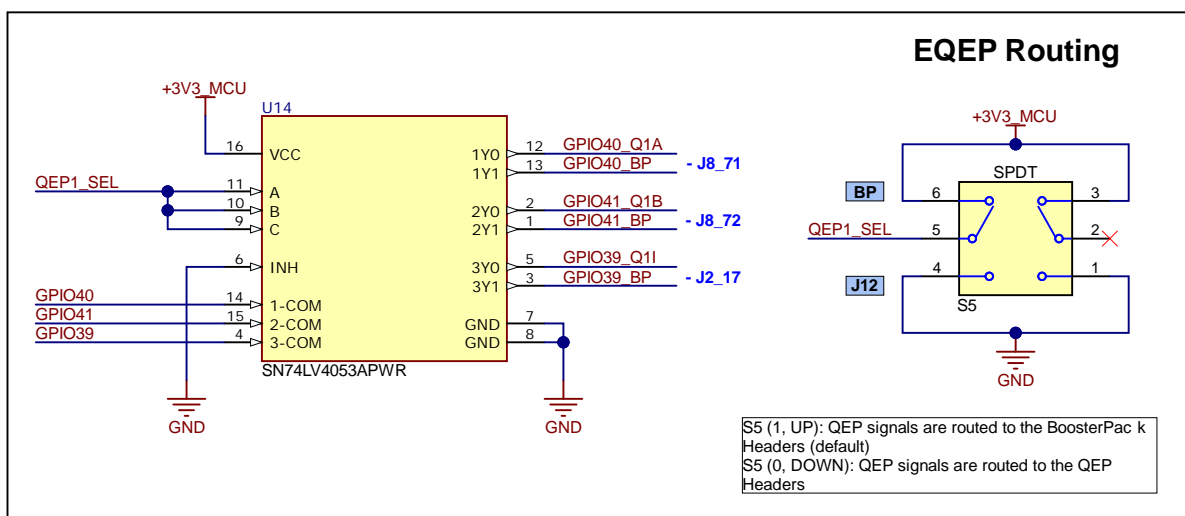 EQEP Routing
+3V3_MCU
U14
16 VCC
QEP1_SEL
11 A
10 B
9 C
6 INH
GPIO40 14 1-COM
GPIO41 15 2-COM
GPIO39 4 3-COM
1Y0 12 GPIO40_Q1A
1Y1 13 GPIO40_BP - J8_71
2Y0 2 GPIO41_Q1B
2Y1 1 GPIO41_BP - J8_72
3Y0 5 GPIO39_Q1I
3Y1 3 GPIO39_BP - J2_17
GND 7
GND 8
SN74LV4053APWR
GND
GND
+3V3_MCU
SPDT
BP
6 3
QEP1_SEL 5 2
4 1
J12
S5
GND
S5 (1, UP): QEP signals are routed to the BoosterPac k
Headers (default)
S5 (0, DOWN): QEP signals are routed to the QEP
Headers